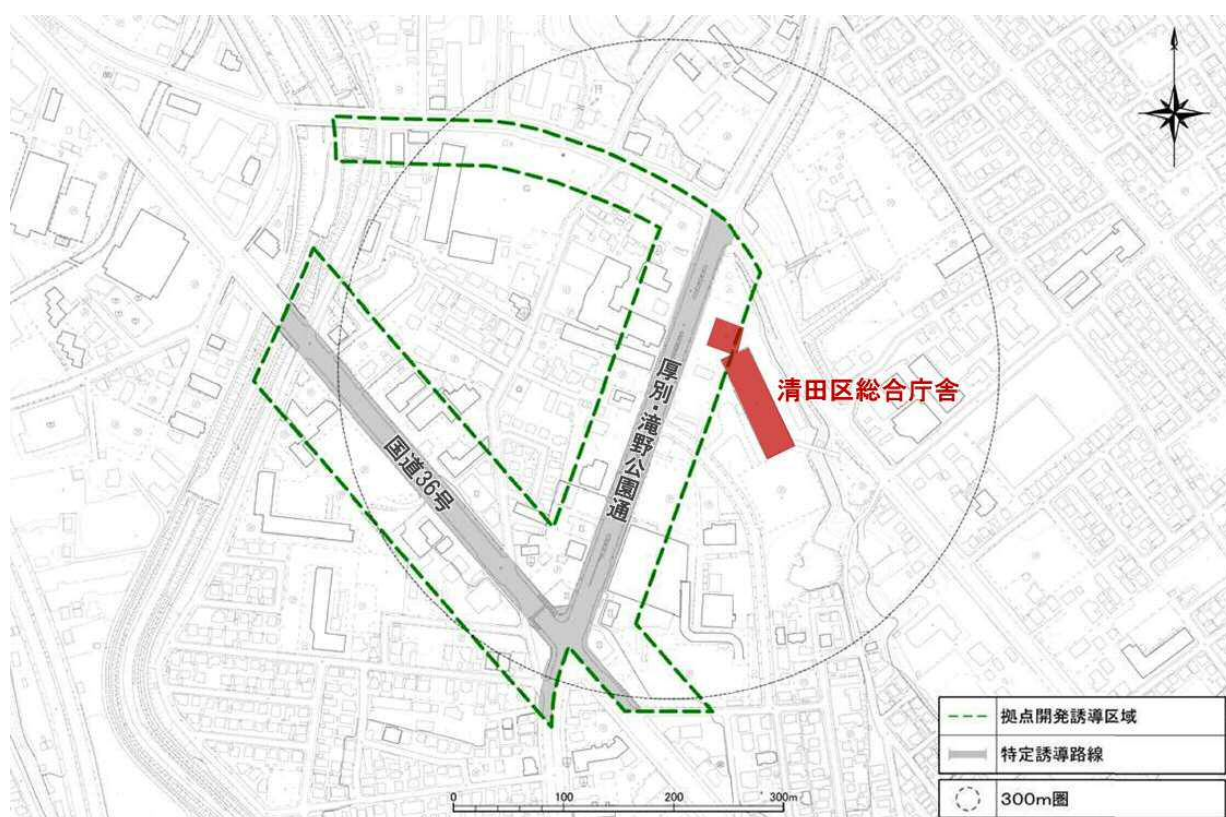 清田区総合庁舎
厚別・滝野公園通
国道36号
拠点開発誘導区域
特定誘導路線
300m圏
0 100 200 300m